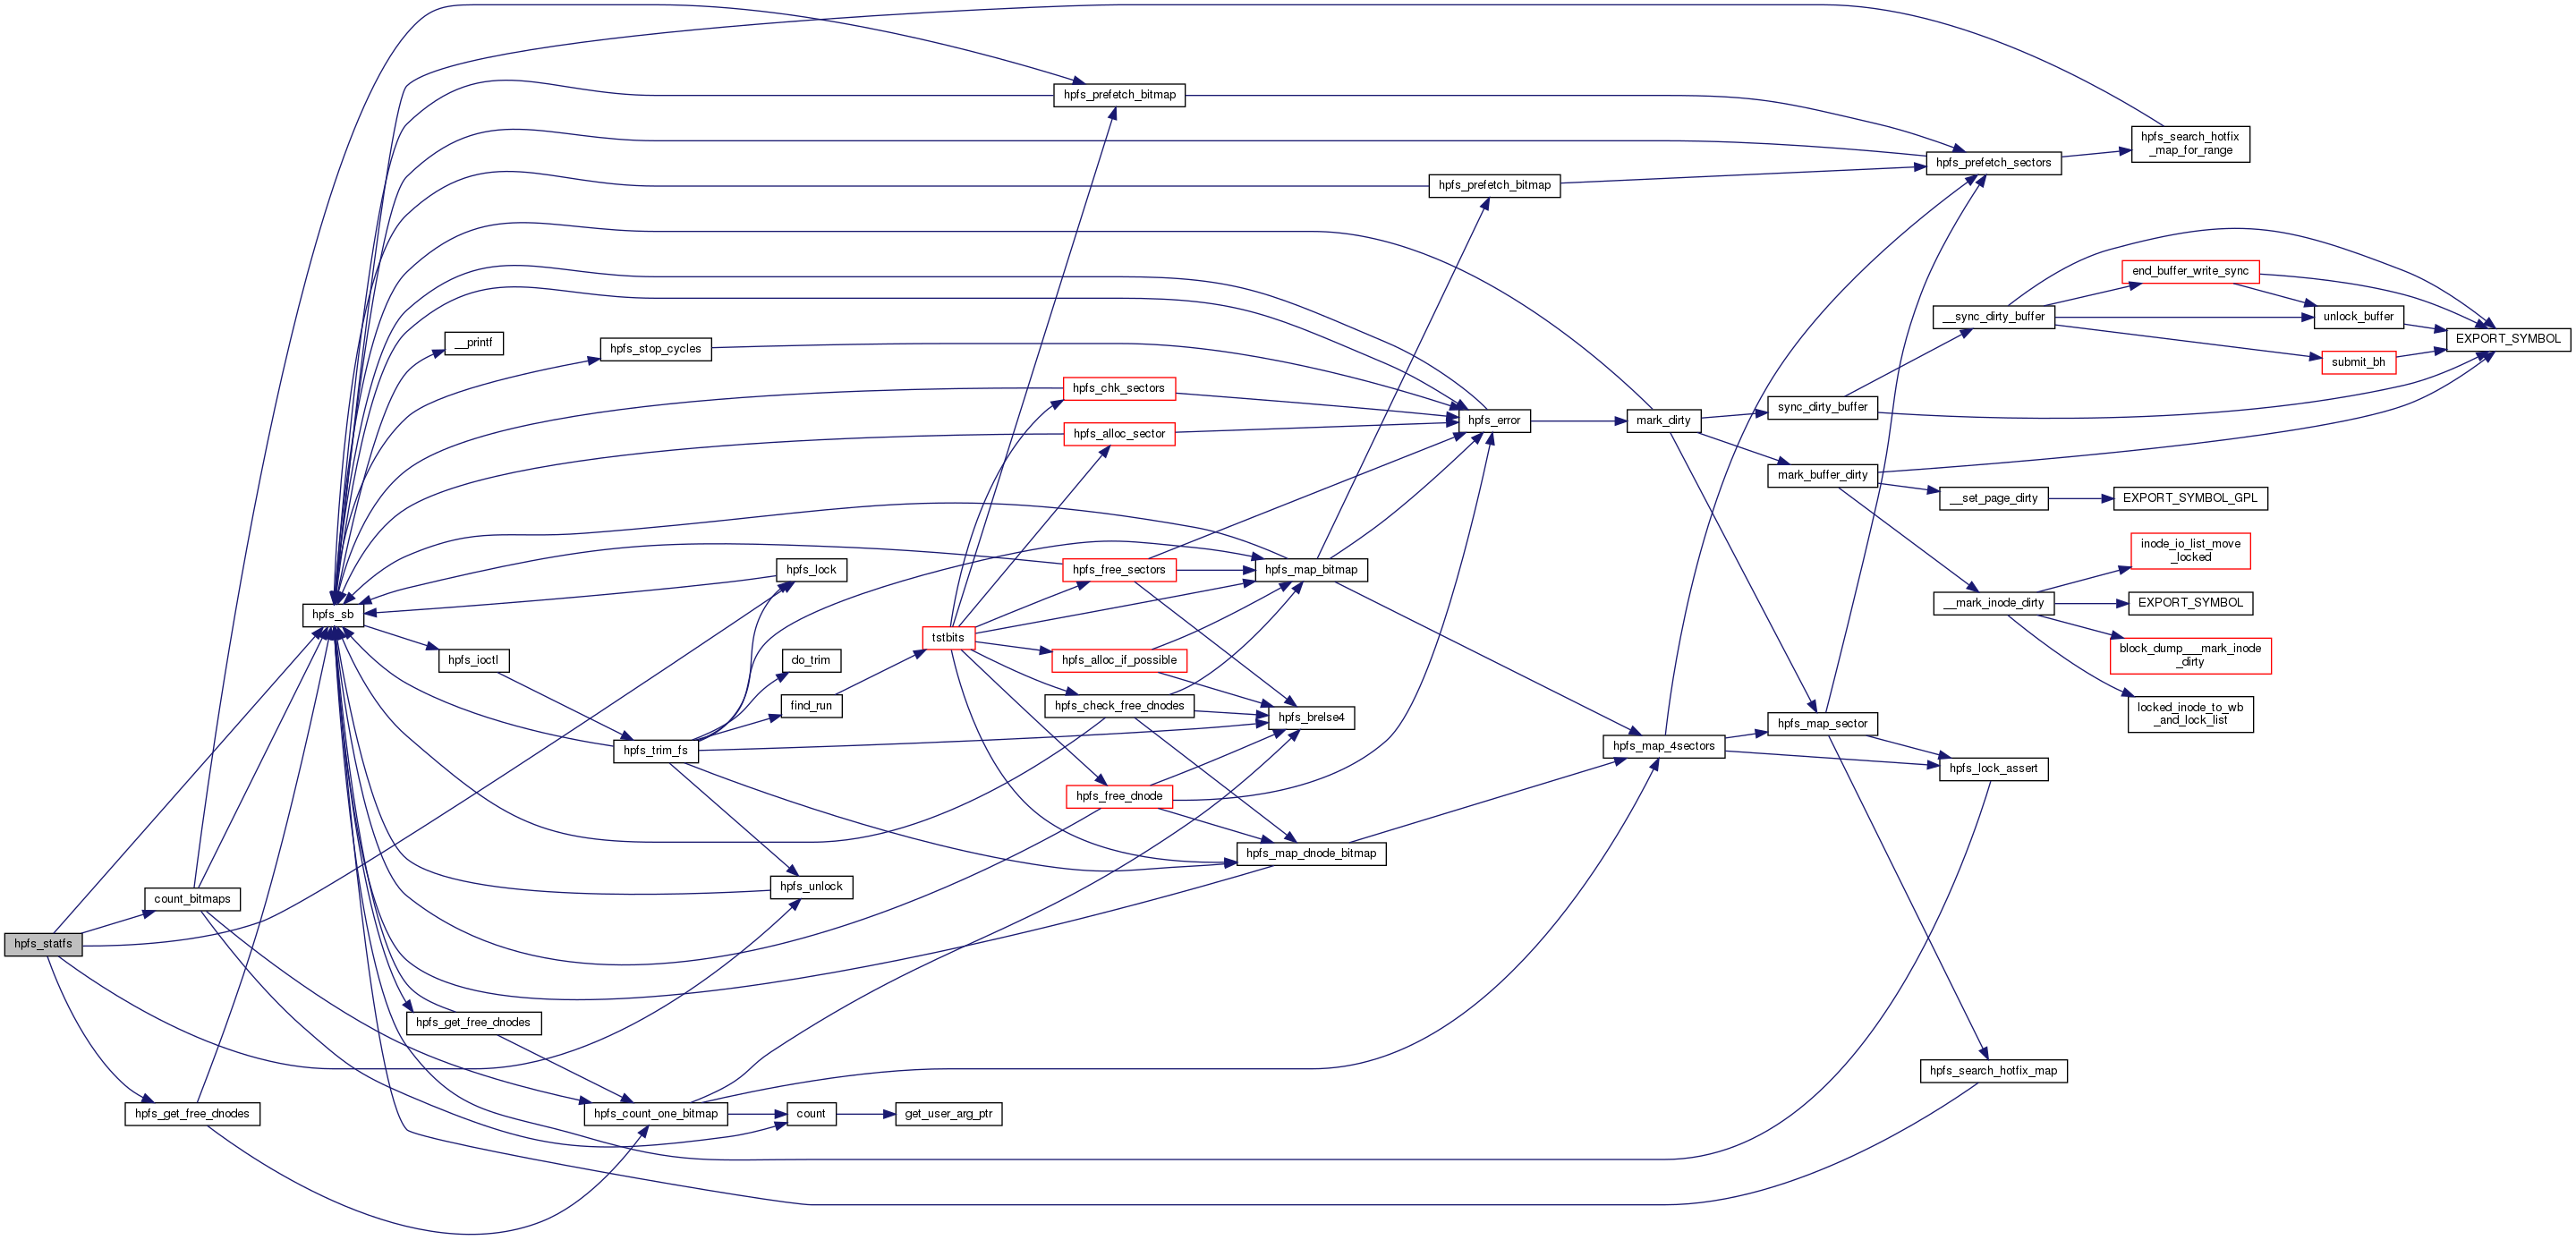 hpfs_prefetch_bitmap
hpfs_search_hotfix
_map_for_range
hpfs_prefetch_sectors
hpfs_prefetch_bitmap
end_buffer_write_sync
__sync_dirty_buffer
unlock_buffer
EXPORT_SYMBOL
__printf
hpfs_stop_cycles
submit_bh
hpfs_chk_sectors
sync_dirty_buffer
hpfs_error
mark_dirty
hpfs_alloc_sector
mark_buffer_dirty
__set_page_dirty
EXPORT_SYMBOL_GPL
inode_io_list_move
_locked
hpfs_lock
hpfs_free_sectors
hpfs_map_bitmap
__mark_inode_dirty
EXPORT_SYMBOL
hpfs_sb
tstbits
block_dump___mark_inode
_dirty
hpfs_ioctl
do_trim
hpfs_alloc_if_possible
find_run
hpfs_check_free_dnodes
hpfs_brelse4
locked_inode_to_wb
_and_lock_list
hpfs_map_sector
hpfs_trim_fs
hpfs_map_4sectors
hpfs_lock_assert
hpfs_free_dnode
hpfs_map_dnode_bitmap
hpfs_unlock
count_bitmaps
hpfs_statfs
hpfs_get_free_dnodes
hpfs_search_hotfix_map
hpfs_get_free_dnodes
hpfs_count_one_bitmap
count
get_user_arg_ptr